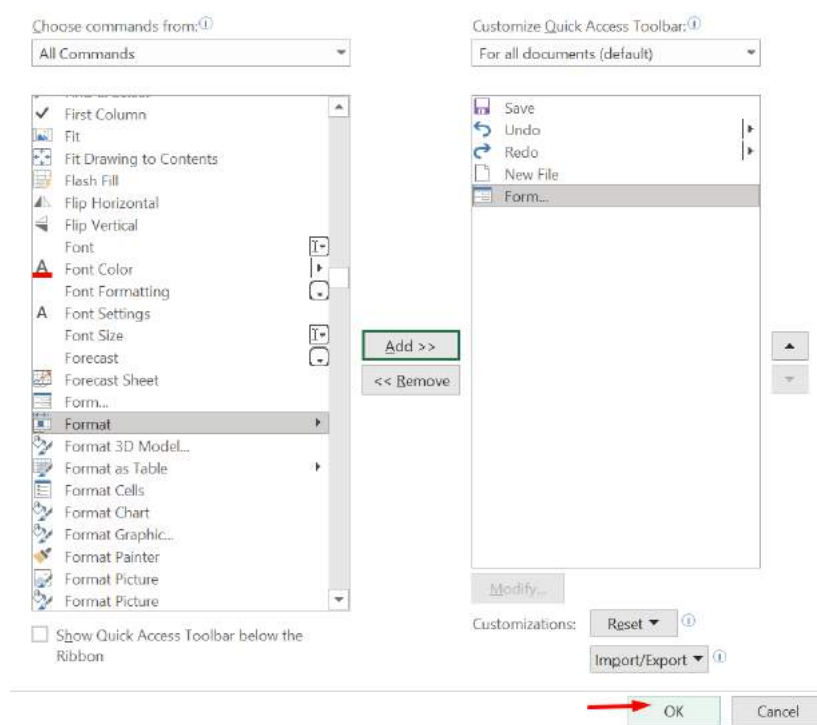 Choose commands from:
All Commands
First Column
Fit
Fit Drawing to Contents
Flash Fill
Flip Horizontal
Flip Vertical
Font
Font Color
Font Formatting
Font Settings
Font Size
Forecast
Forecast Sheet
Form...
Format
Format 3D Model...
Format as Table
Format Cells
Format Chart
Format Graphic...
Format Painter
Format Picture
Format Picture
Show Quick Access Toolbar below the
Ribbon
Add >>
<< Remove
Customize Quick Access Toolbar:
For all documents (default)
Save
Undo
Redo
New File
Form...
Modify...
Customizations:
Reset
Import/Export
OK
Cancel